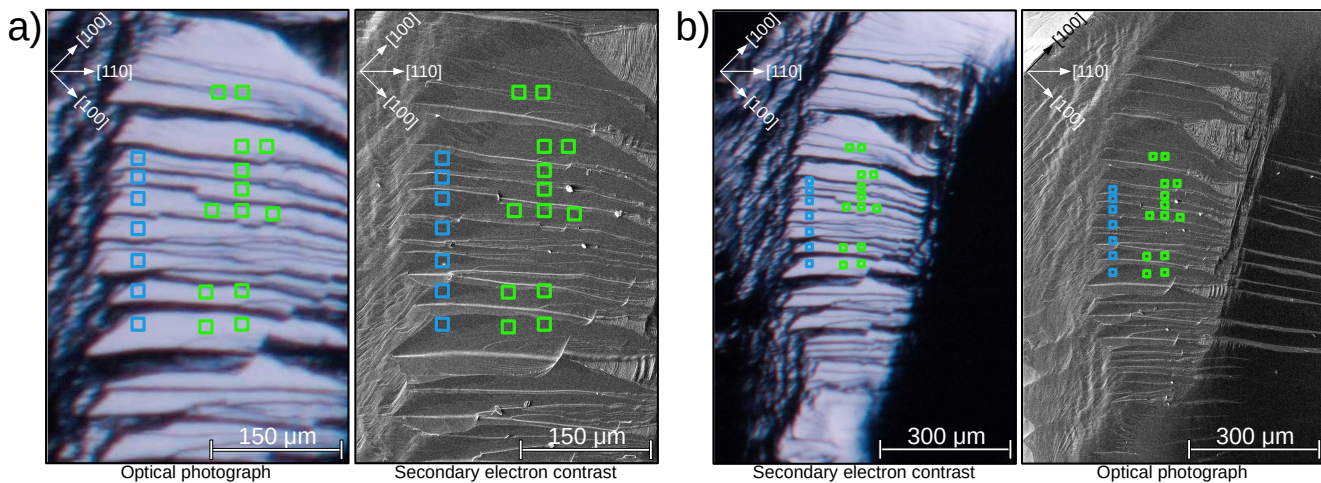 a)
[100]
[110]
[100]
150 μm
Optical photograph
[100]
[110]
[100]
150 μm
Secondary electron contrast
b)
[100]
[110]
[100]
300 μm
Secondary electron contrast
[100]
[110]
[100]
300 μm
Optical photograph